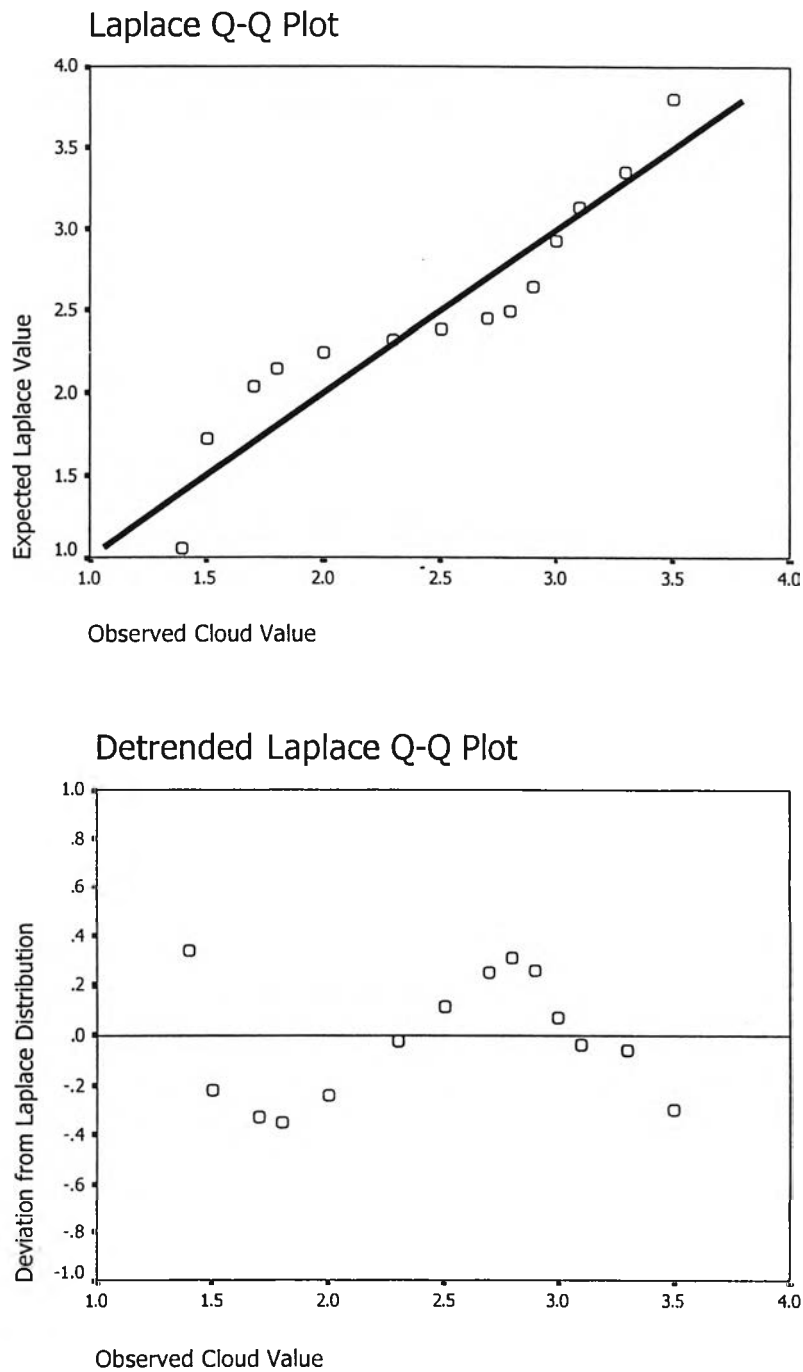 Laplace Q-Q Plot
Expected Laplace Value
4.0
3.5
3.0
2.5
2.0
1.5
1.0
1.0 1.5 2.0 2.5 3.0 3.5 4.0
Observed Cloud Value
Detrended Laplace Q-Q Plot
Deviation from Laplace Distribution
1.0
.8
.6
.4
.2
.0
-.2
-.4
-.6
-.8
-1.0
1.0 1.5 2.0 2.5 3.0 3.5 4.0
Observed Cloud Value